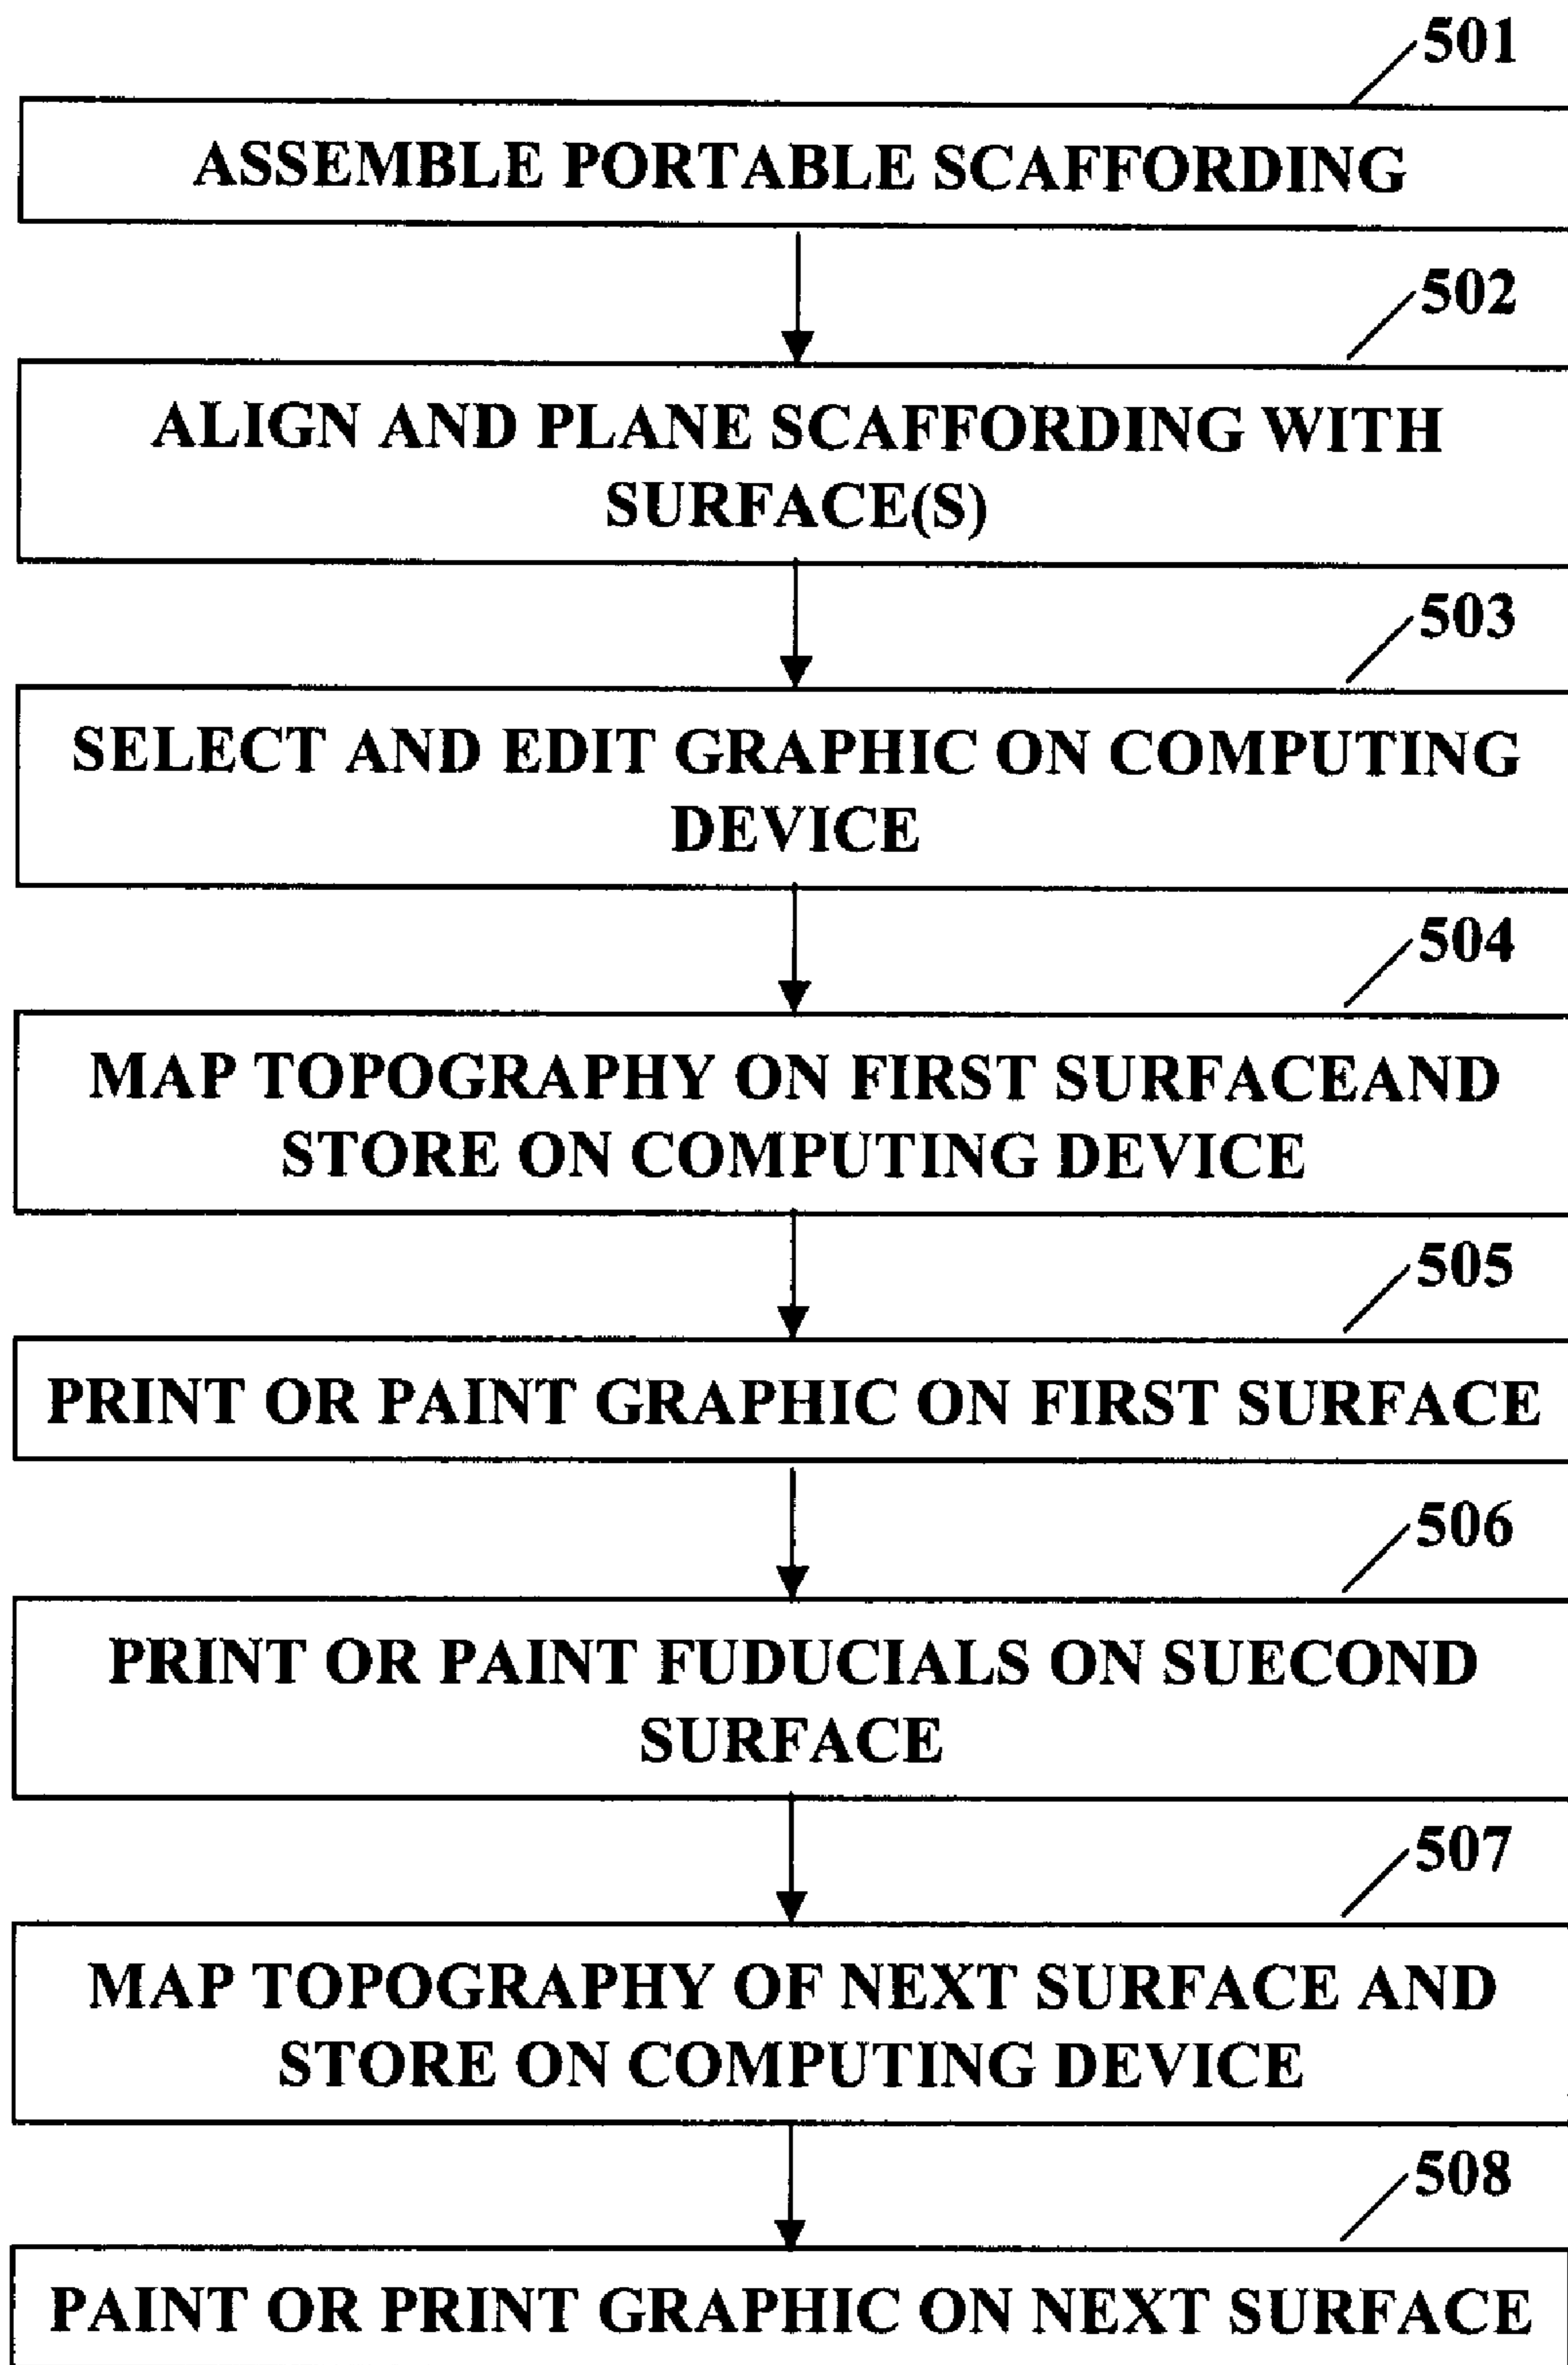 501
ASSEMBLE PORTABLE SCAFFORDING
502
ALIGN AND PLANE SCAFFORDING WITH
SURFACE(S)
503
SELECT AND EDIT GRAPHIC ON COMPUTING
DEVICE
504
MAP TOPOGRAPHY ON FIRST SURFACEAND
STORE ON COMPUTING DEVICE
505
PRINT OR PAINT GRAPHIC ON FIRST SURFACE
506
PRINT OR PAINT FUDUCIALS ON SUECOND
SURFACE
507
MAP TOPOGRAPHY OF NEXT SURFACE AND
STORE ON COMPUTING DEVICE
508
PAINT OR PRINT GRAPHIC ON NEXT SURFACE